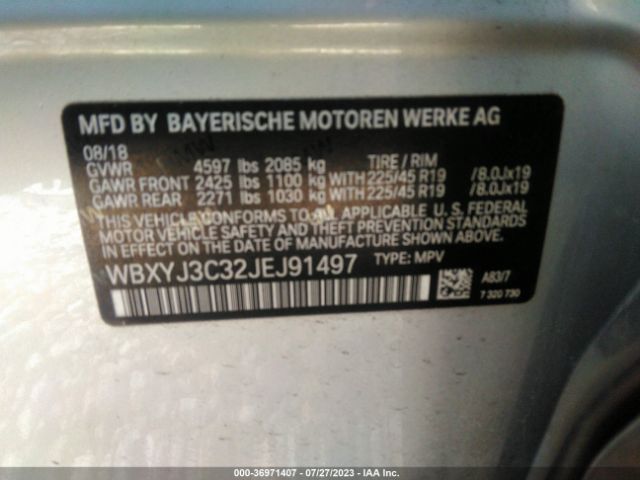 MFD BY BAYERISCHE MOTOREN WERKE AG
08/18
GVWR 4597 lbs 2085 kg TIRE / RIM
GAWR FRONT 2425 lbs 1100 kg WITH 225/45 R19 /8.0Jx19
GAWR REAR 2271 lbs 1030 kg WITH 225/45 R19 /8.0Jx19
THIS VEHICLE CONFORMS TO ALL APPLICABLE U.S. FEDERAL
MOTOR VEHICLE SAFETY, BUMPER, AND THEFT PREVENTION
STANDARDS IN EFFECT ON THE DATE OF MANUFACTURE SHOWN ABOVE.
WBXYJ3C32JEJ91497 TYPE: MPV
A83/7
7 320 730
000-36971407 - 07/27/2023 - IAA Inc.